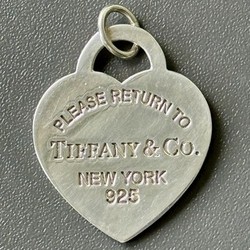 PLEASE RETURN TO
TIFFANY & CO.
NEW YORK
925